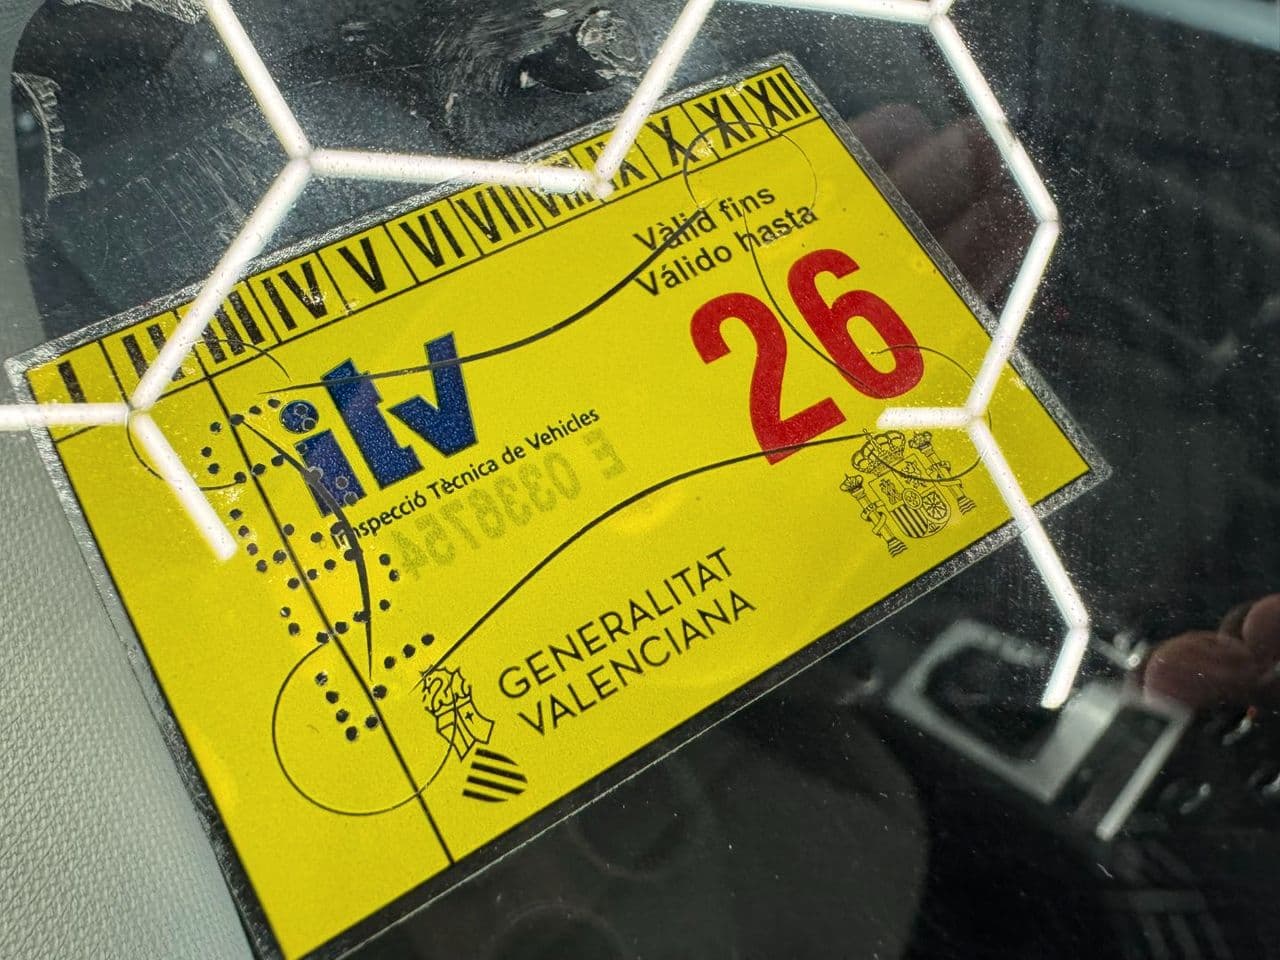 I II III IV V VI VII VIII IX X XI XII
Vàlid fins
Válido hasta
26
itv
Inspecció Tècnica de Vehicles
E 0336754
GENERALITAT
VALENCIANA